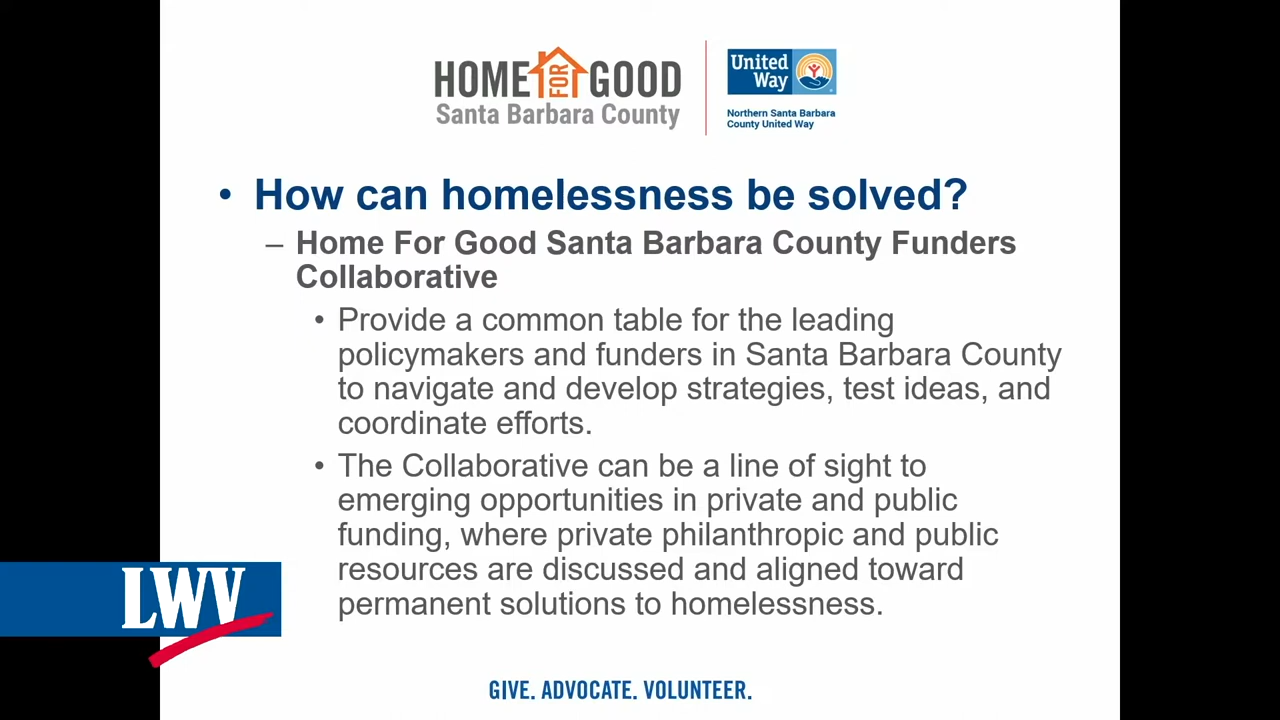 HOME FOR GOOD
Santa Barbara County
United
Way
Northern Santa Barbara
County United Way
• How can homelessness be solved?
– Home For Good Santa Barbara County Funders
Collaborative
• Provide a common table for the leading
policymakers and funders in Santa Barbara County
to navigate and develop strategies, test ideas, and
coordinate efforts.
• The Collaborative can be a line of sight to
emerging opportunities in private and public
funding, where private philanthropic and public
resources are discussed and aligned toward
permanent solutions to homelessness.
LWV
GIVE. ADVOCATE. VOLUNTEER.